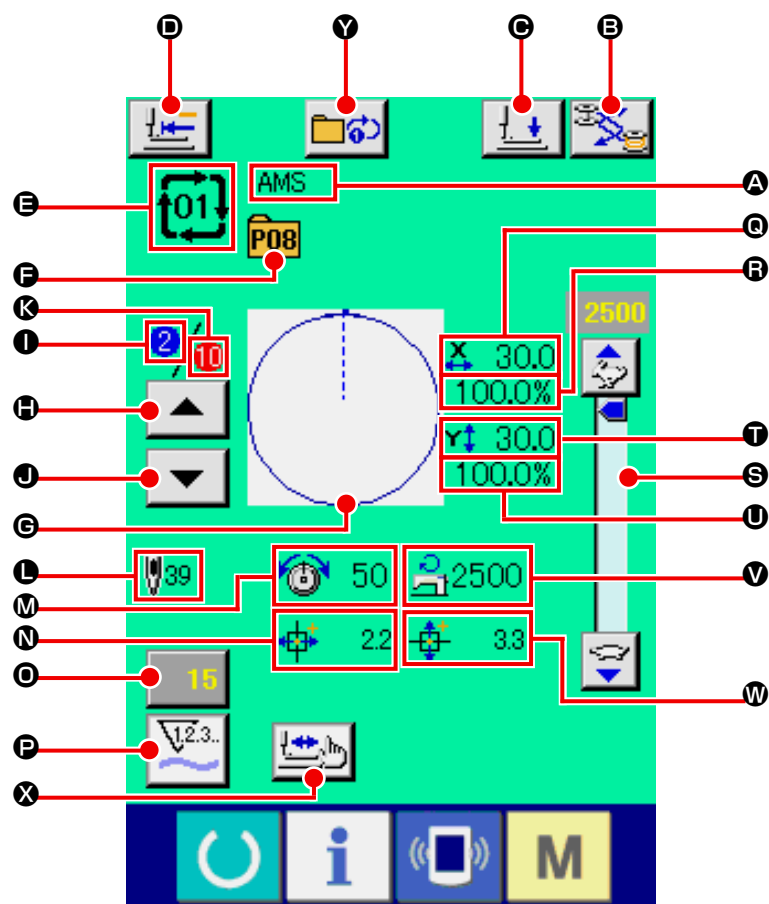 D Y C B
AMS
A
E
01
Q
F
P08
R
K
2500
I
2 / 10
X 30.0
100.0%
H
T
Y 30.0
J
100.0%
S
G
U
L
39
50
2500
V
M
N
2.2
3.3
O
15
W
P
1.2.3..
X
i
M